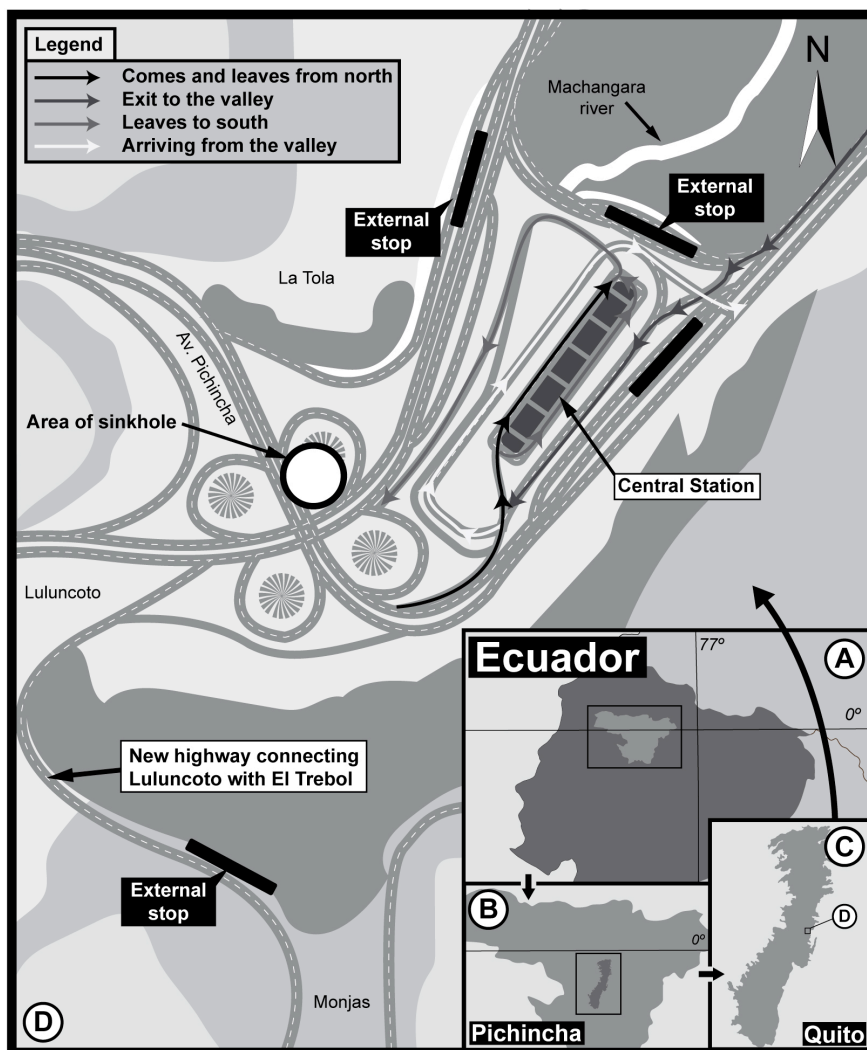 Legend
Comes and leaves from north
Exit to the valley
Leaves to south
Arriving from the valley
N
Machangara
river
External
stop
External
stop
La Tola
Av. Pichincha
Area of sinkhole
Central Station
Luluncoto
New highway connecting
Luluncoto with El Trebol
External
stop
Monjas
D
Ecuador
77º
A
0º
B
0º
Pichincha
C
D
Quito